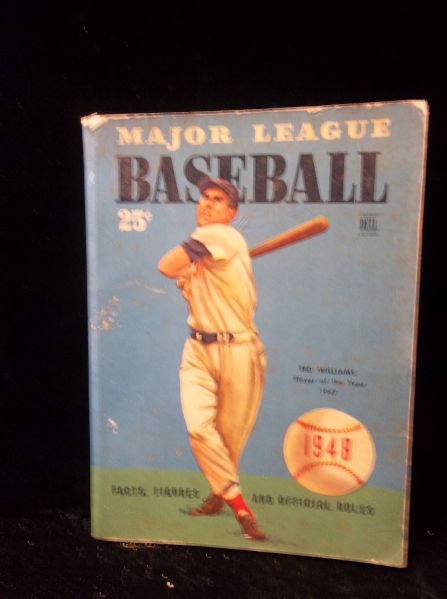 MAJOR LEAGUE
BASEBALL
25¢
DELL
TED WILLIAMS
Player of the Year
1947
1948
FACTS, FIGURES AND OFFICIAL RULES